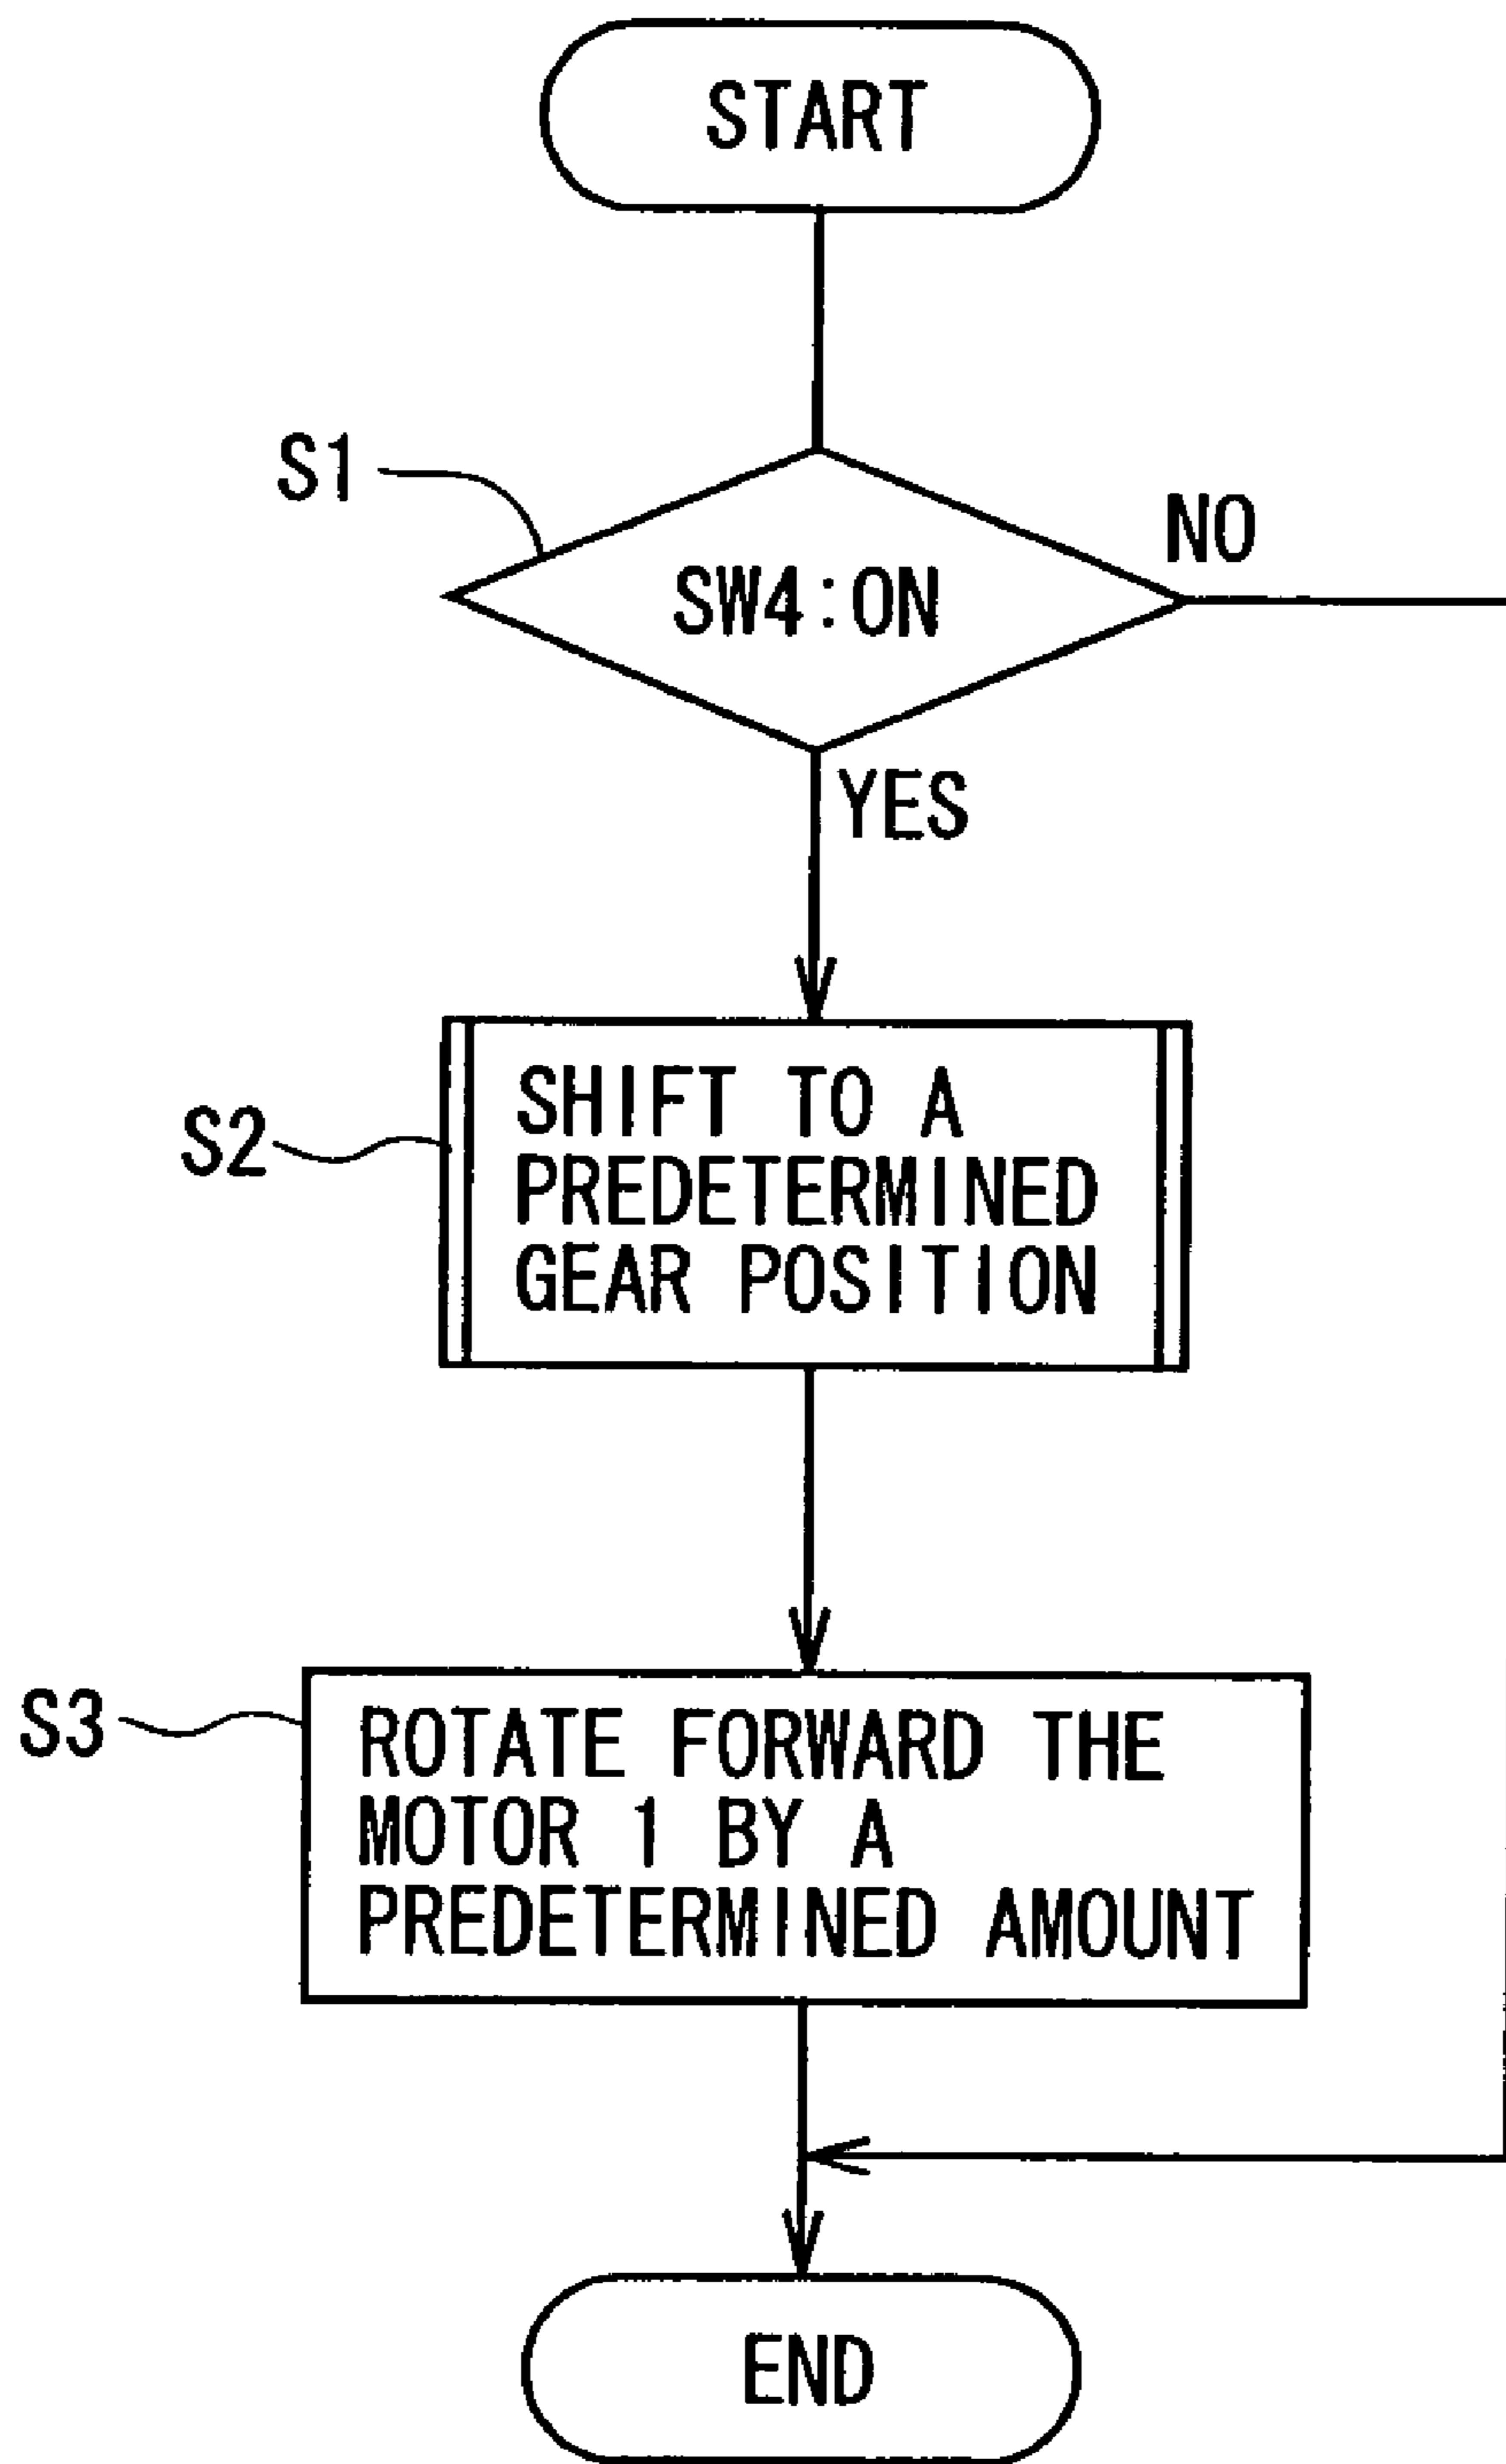 START
S1
NO
SW4:ON
YES
S2
SHIFT TO A
PREDETERMINED
GEAR POSITION
S3
ROTATE FORWARD THE
MOTOR 1 BY A
PREDETERMINED AMOUNT
END